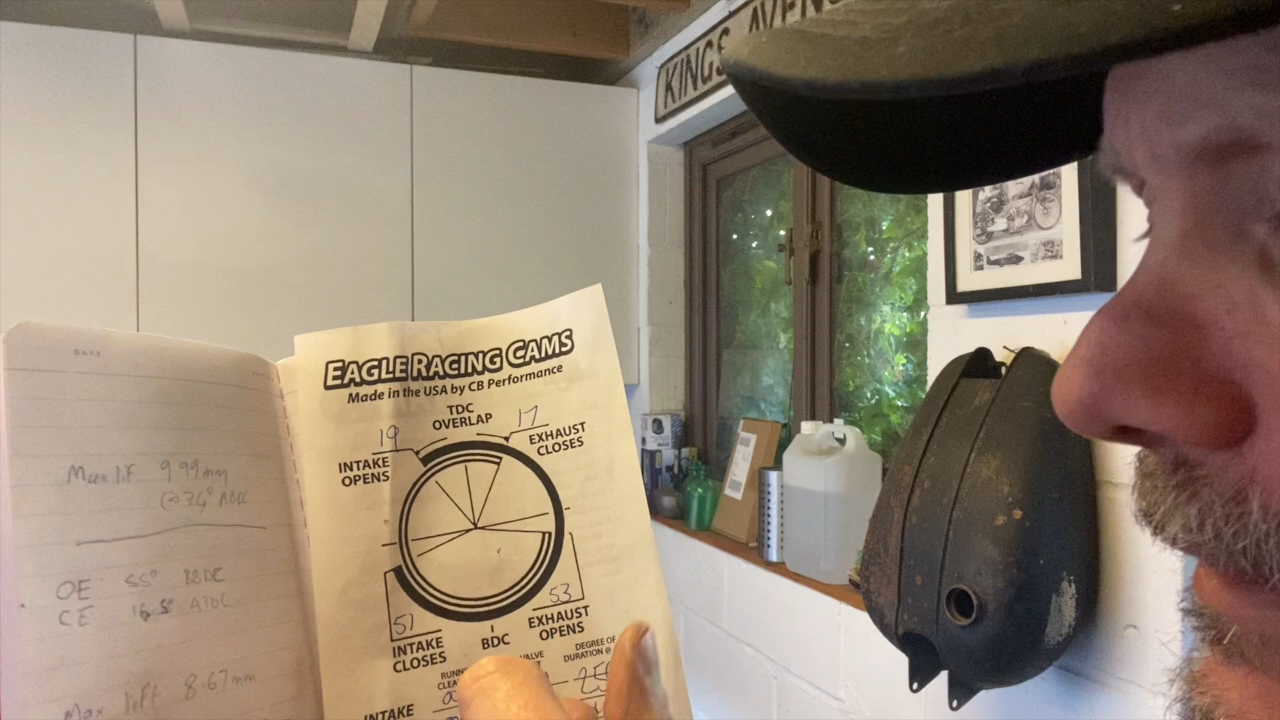 KINGS AVENU
DATE
Max lif 9.99mm
@ 74° ABDC
OE 55° BBDC
CE 16.5° ATDC
Max lift 8.67mm
EAGLE RACING CAMS
Made in the USA by CB Performance
TDC
OVERLAP
19
17
INTAKE
OPENS
EXHAUST
CLOSES
51
53
INTAKE
CLOSES
BDC
EXHAUST
OPENS
DEGREE OF
DURATION @
INTAKE